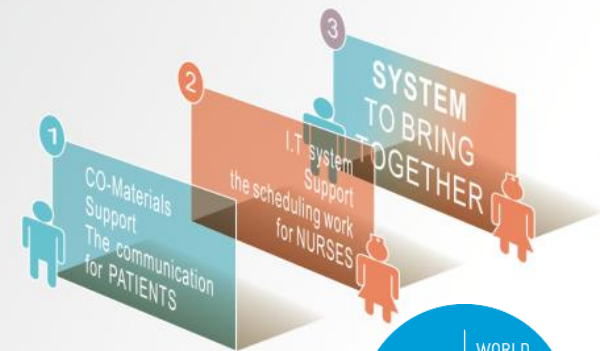 1
CO-Materials
Support
The communication
for PATIENTS
2
I.T system
Support
the scheduling work
for NURSES
3
SYSTEM
TO BRING
TOGETHER
WORLD